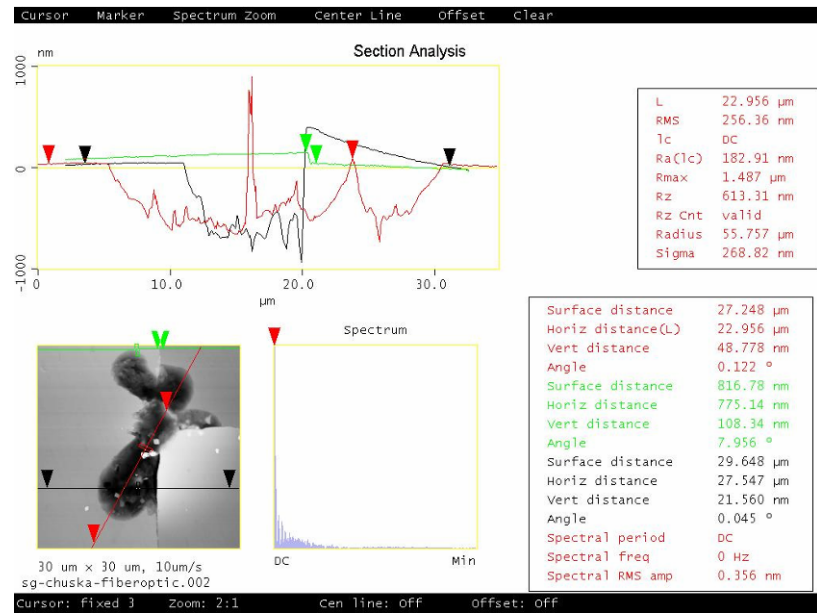 Cursor Marker Spectrum Zoom Center Line Offset Clear
Section Analysis
nm
1000
0
-1000
0 10.0 20.0 30.0
µm
L 22.956 µm
RMS 256.36 nm
lc DC
Ra(lc) 182.91 nm
Rmax 1.487 µm
Rz 613.31 nm
Rz Cnt valid
Radius 55.757 µm
Sigma 268.82 nm
Spectrum
DC Min
30 um x 30 um, 10um/s
sg-chuska-fiberoptic.002
Surface distance 27.248 µm
Horiz distance(L) 22.956 µm
Vert distance 48.778 nm
Angle 0.122 °
Surface distance 816.78 nm
Horiz distance 775.14 nm
Vert distance 108.34 nm
Angle 7.956 °
Surface distance 29.648 µm
Horiz distance 27.547 µm
Vert distance 21.560 nm
Angle 0.045 °
Spectral period DC
Spectral freq 0 Hz
Spectral RMS amp 0.356 nm
Cursor: fixed 3 Zoom: 2:1 Cen line: Off Offset: Off